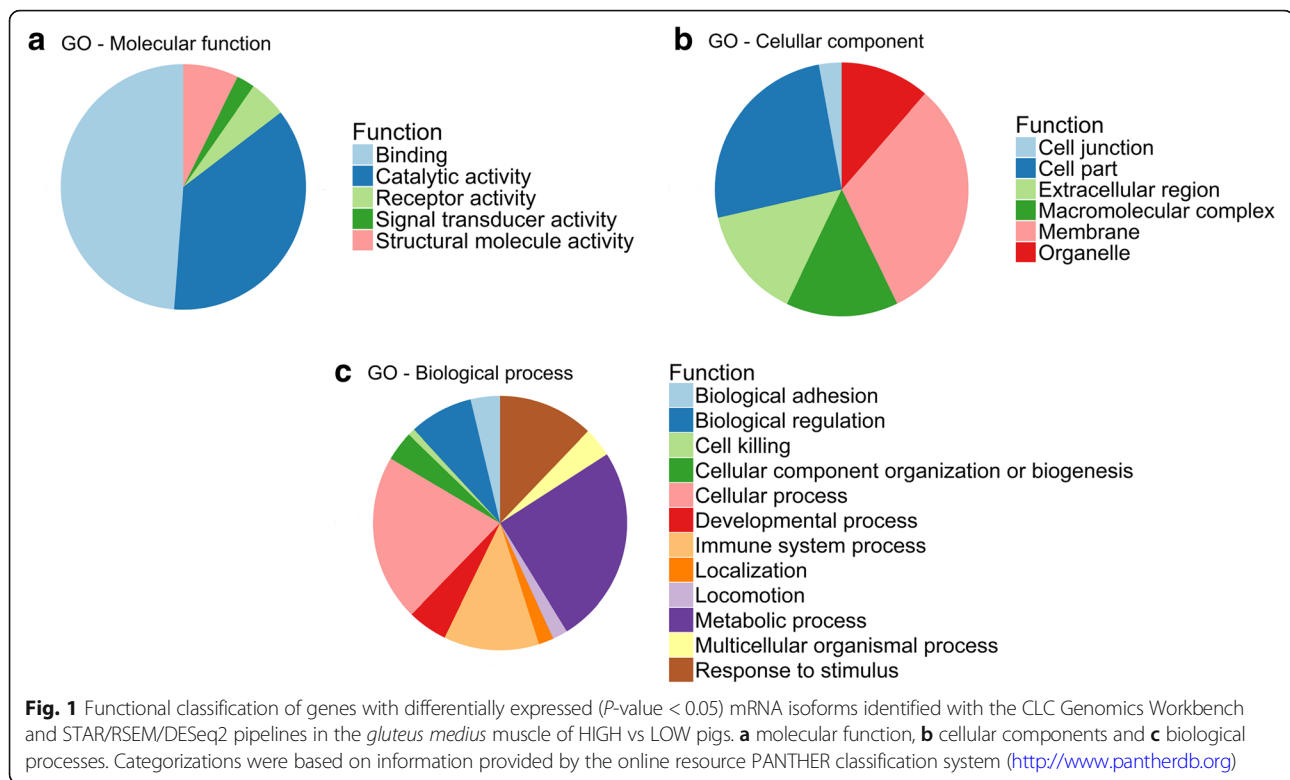 a GO - Molecular function
Function
Binding
Catalytic activity
Receptor activity
Signal transducer activity
Structural molecule activity
b GO - Celullar component
Function
Cell junction
Cell part
Extracellular region
Macromolecular complex
Membrane
Organelle
c GO - Biological process
Function
Biological adhesion
Biological regulation
Cell killing
Cellular component organization or biogenesis
Cellular process
Developmental process
Immune system process
Localization
Locomotion
Metabolic process
Multicellular organismal process
Response to stimulus
Fig. 1 Functional classification of genes with differentially expressed (P-value < 0.05) mRNA isoforms identified with the CLC Genomics Workbench
and STAR/RSEM/DESeq2 pipelines in the gluteus medius muscle of HIGH vs LOW pigs. a molecular function, b cellular components and c biological
processes. Categorizations were based on information provided by the online resource PANTHER classification system (http://www.pantherdb.org)